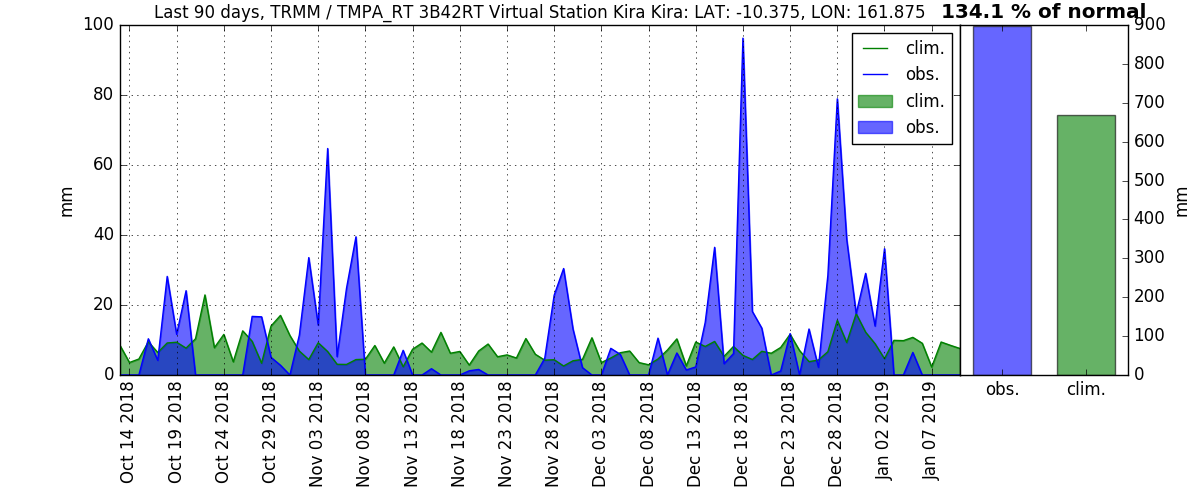 Last 90 days, TRMM / TMPA_RT 3B42RT Virtual Station Kira Kira: LAT: -10.375, LON: 161.875 134.1 % of normal
100
80
60
40
20
0
mm
clim.
obs.
clim.
obs.
900
800
700
600
500
400
300
200
100
0
mm
obs.
clim.
Oct 14 2018
Oct 19 2018
Oct 24 2018
Oct 29 2018
Nov 03 2018
Nov 08 2018
Nov 13 2018
Nov 18 2018
Nov 23 2018
Nov 28 2018
Dec 03 2018
Dec 08 2018
Dec 13 2018
Dec 18 2018
Dec 23 2018
Dec 28 2018
Jan 02 2019
Jan 07 2019